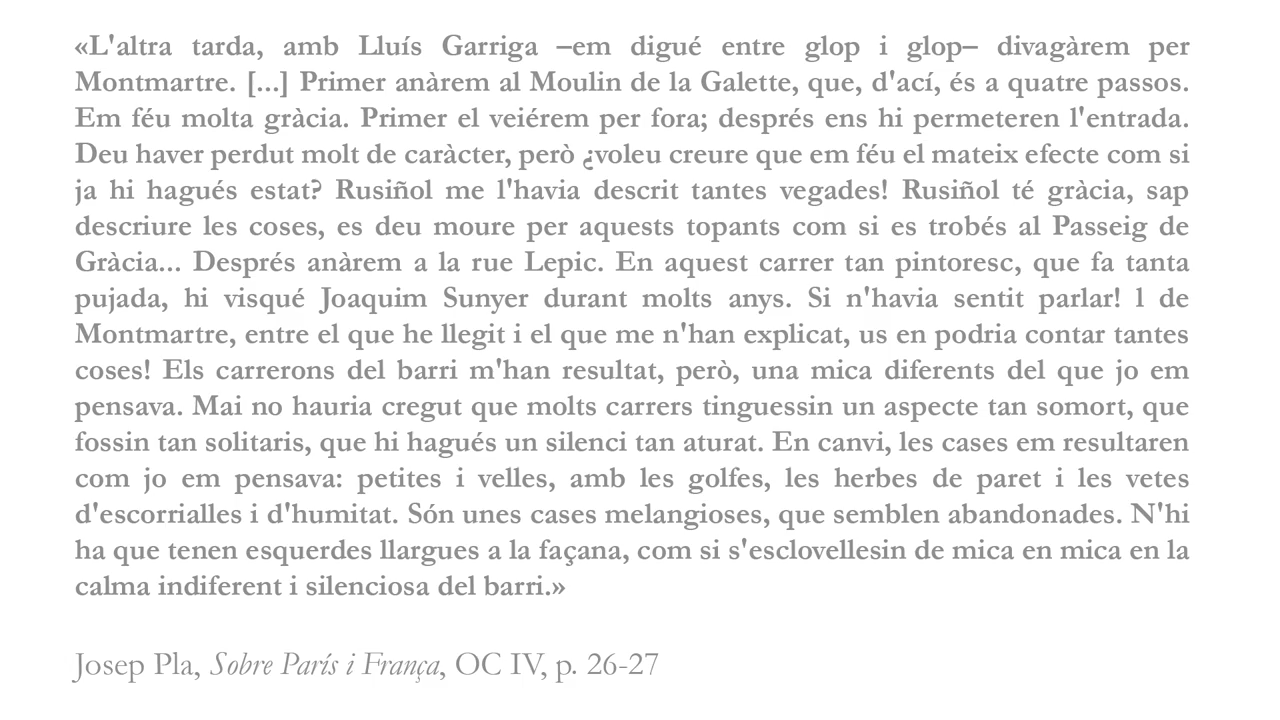 «L'altra tarda, amb Lluís Garriga –em digué entre glop i glop– divagàrem per
Montmartre. [...] Primer anàrem al Moulin de la Galette, que, d'ací, és a quatre passos.
Em féu molta gràcia. Primer el veiérem per fora; després ens hi permeteren l'entrada.
Deu haver perdut molt de caràcter, però ¿voleu creure que em féu el mateix efecte com si
ja hi hagués estat? Rusiñol me l'havia descrit tantes vegades! Rusiñol té gràcia, sap
descriure les coses, es deu moure per aquests topants com si es trobés al Passeig de
Gràcia... Després anàrem a la rue Lepic. En aquest carrer tan pintoresc, que fa tanta
pujada, hi visqué Joaquim Sunyer durant molts anys. Si n'havia sentit parlar! l de
Montmartre, entre el que he llegit i el que me n'han explicat, us en podria contar tantes
coses! Els carrerons del barri m'han resultat, però, una mica diferents del que jo em
pensava. Mai no hauria cregut que molts carrers tinguessin un aspecte tan somort, que
fossin tan solitaris, que hi hagués un silenci tan aturat. En canvi, les cases em resultaren
com jo em pensava: petites i velles, amb les golfes, les herbes de paret i les vetes
d'escorrialles i d'humitat. Són unes cases melangioses, que semblen abandonades. N'hi
ha que tenen esquerdes llargues a la façana, com si s'esclovellesin de mica en mica en la
calma indiferent i silenciosa del barri.»
Josep Pla, Sobre París i França, OC IV, p. 26-27